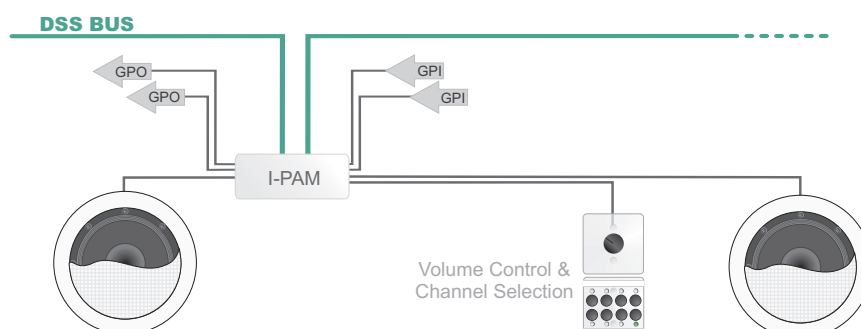 DSS BUS
GPO
GPI
GPO
GPI
I-PAM
Volume Control &
Channel Selection